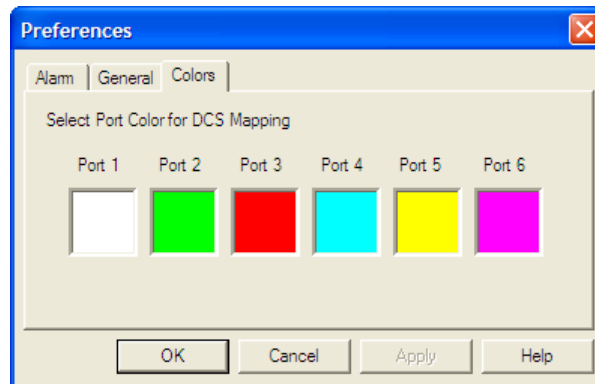 Preferences
Alarm General Colors
Select Port Color for DCS Mapping
Port 1 Port 2 Port 3 Port 4 Port 5 Port 6
OK Cancel Apply Help